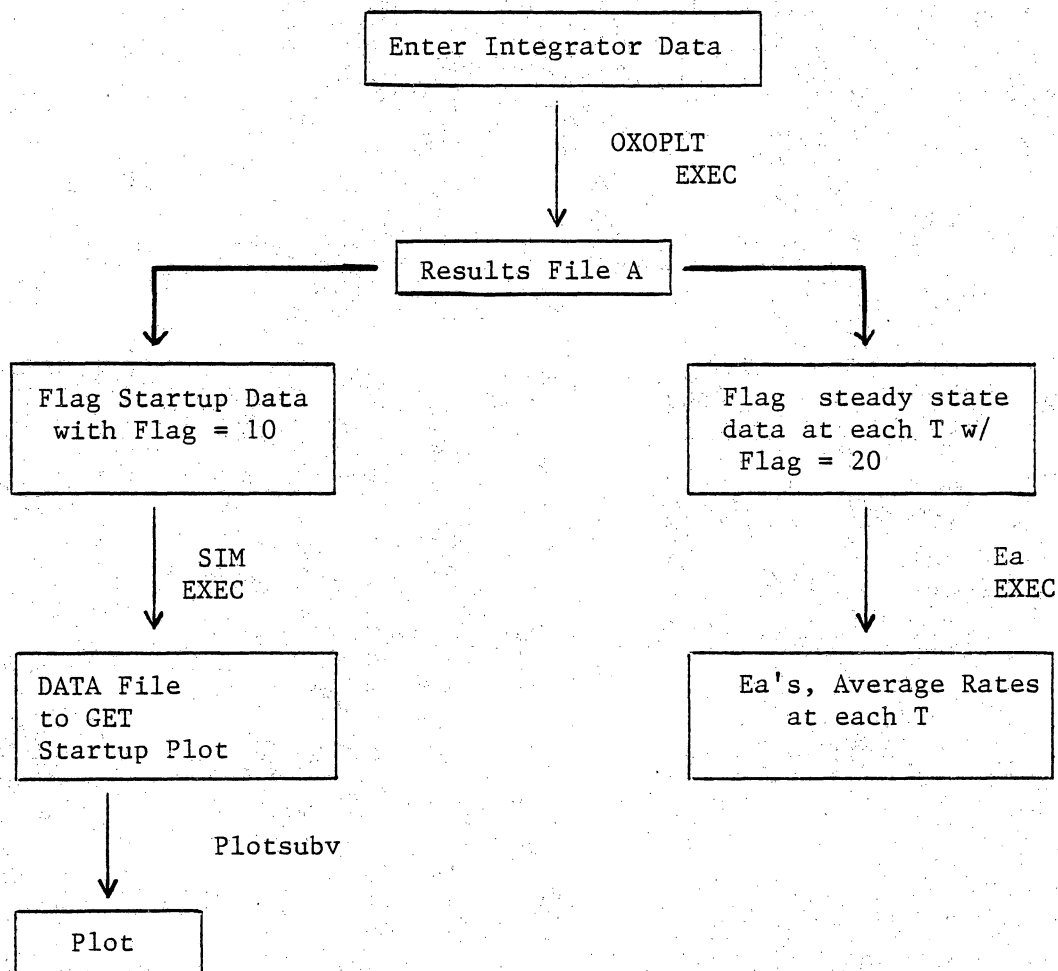 Enter Integrator Data
OXOPLT
EXEC
Results File A
Flag Startup Data
with Flag = 10
Flag steady state
data at each T w/
Flag = 20
SIM
EXEC
Ea
EXEC
DATA File
to GET
Startup Plot
Ea's, Average Rates
at each T
Plotsubv
Plot